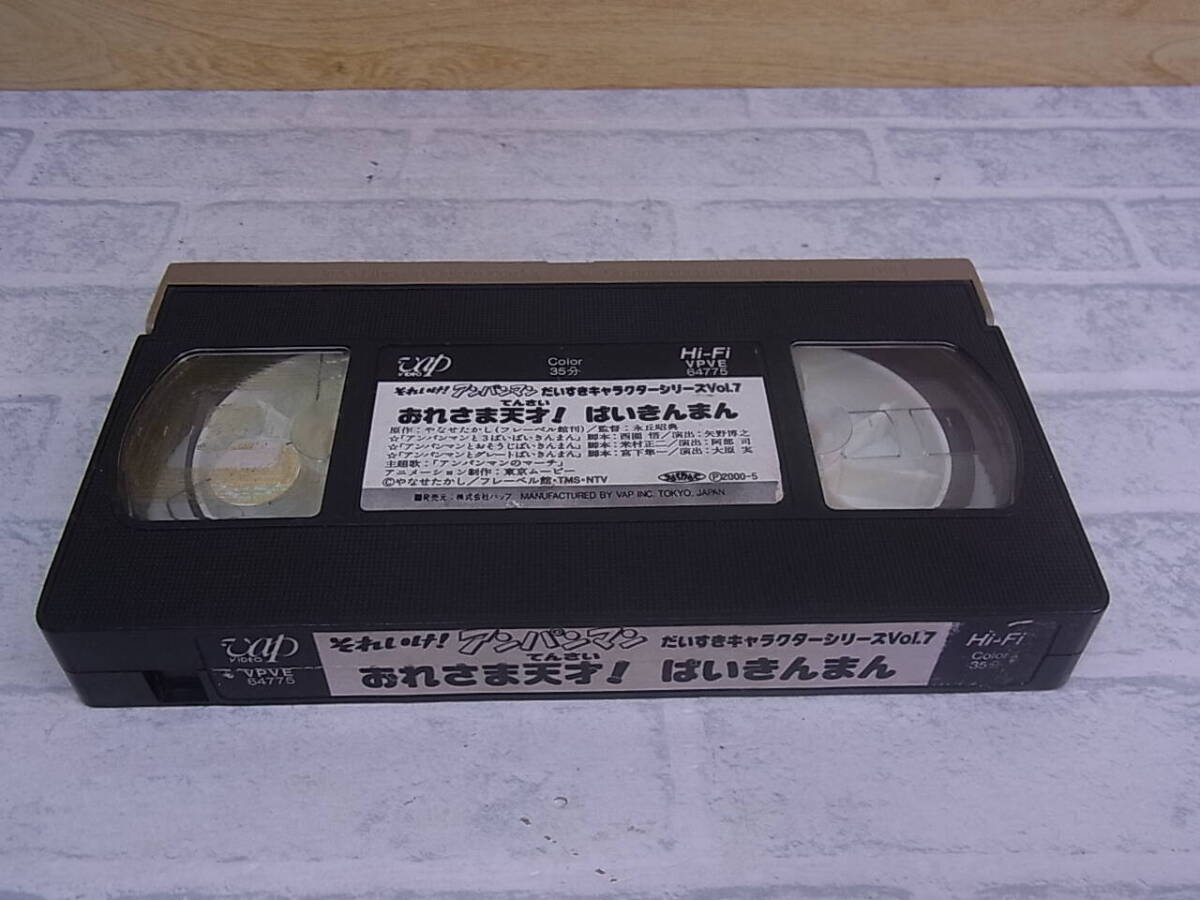 Vap
VIDEO
Color
35分
Hi-Fi
VPVE
64775
それいけ!アンパンマン だいすきキャラクターシリーズVol.7
てんさい
おれさま天才! ばいきんまん
原作:やなせたかし(フレーベル館刊)/監督:永丘昭典
☆「アンパンマンと3ばいばいきんまん」脚本:西園 悟/演出:矢野博之
☆「アンパンマンとおそうじばいきんまん」脚本:米村正一/演出:阿部 司
☆「アンパンマンとグレートばいきんまん」脚本:宮下隼一/演出:大原 実
主題歌:「アンパンマンのマーチ」
アニメーション制作:東京ムービー
©やなせたかし/フレーベル館・TMS・NTV
Ⓟ2000-5
■発売元:株式会社バップ MANUFACTURED BY VAP INC. TOKYO, JAPAN
Vap
VIDEO
VPVE
64775
それいけ!アンパンマン だいすきキャラクターシリーズVol.7
てんさい
おれさま天才! ばいきんまん
Hi-Fi
Color
35分